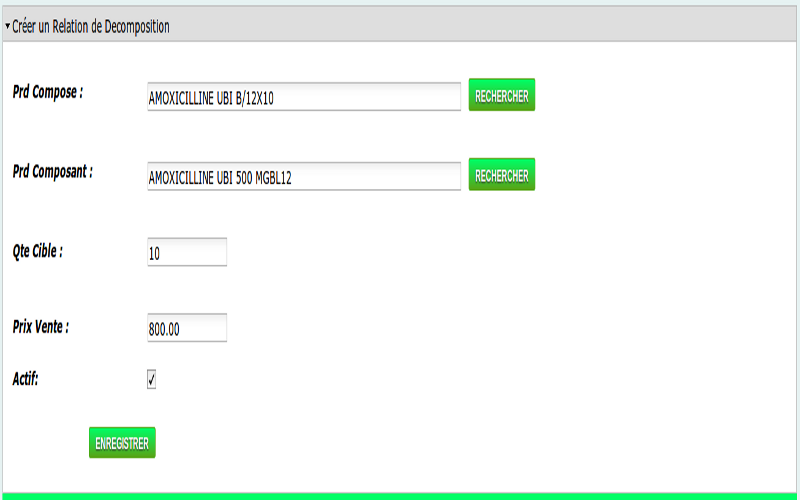 Créer un Relation de Decomposition
Prd Compose : AMOXICILLINE UBI B/12X10 RECHERCHER
Prd Composant : AMOXICILLINE UBI 500 MGBL12 RECHERCHER
Qte Cible : 10
Prix Vente : 800.00
Actif:
ENREGISTRER